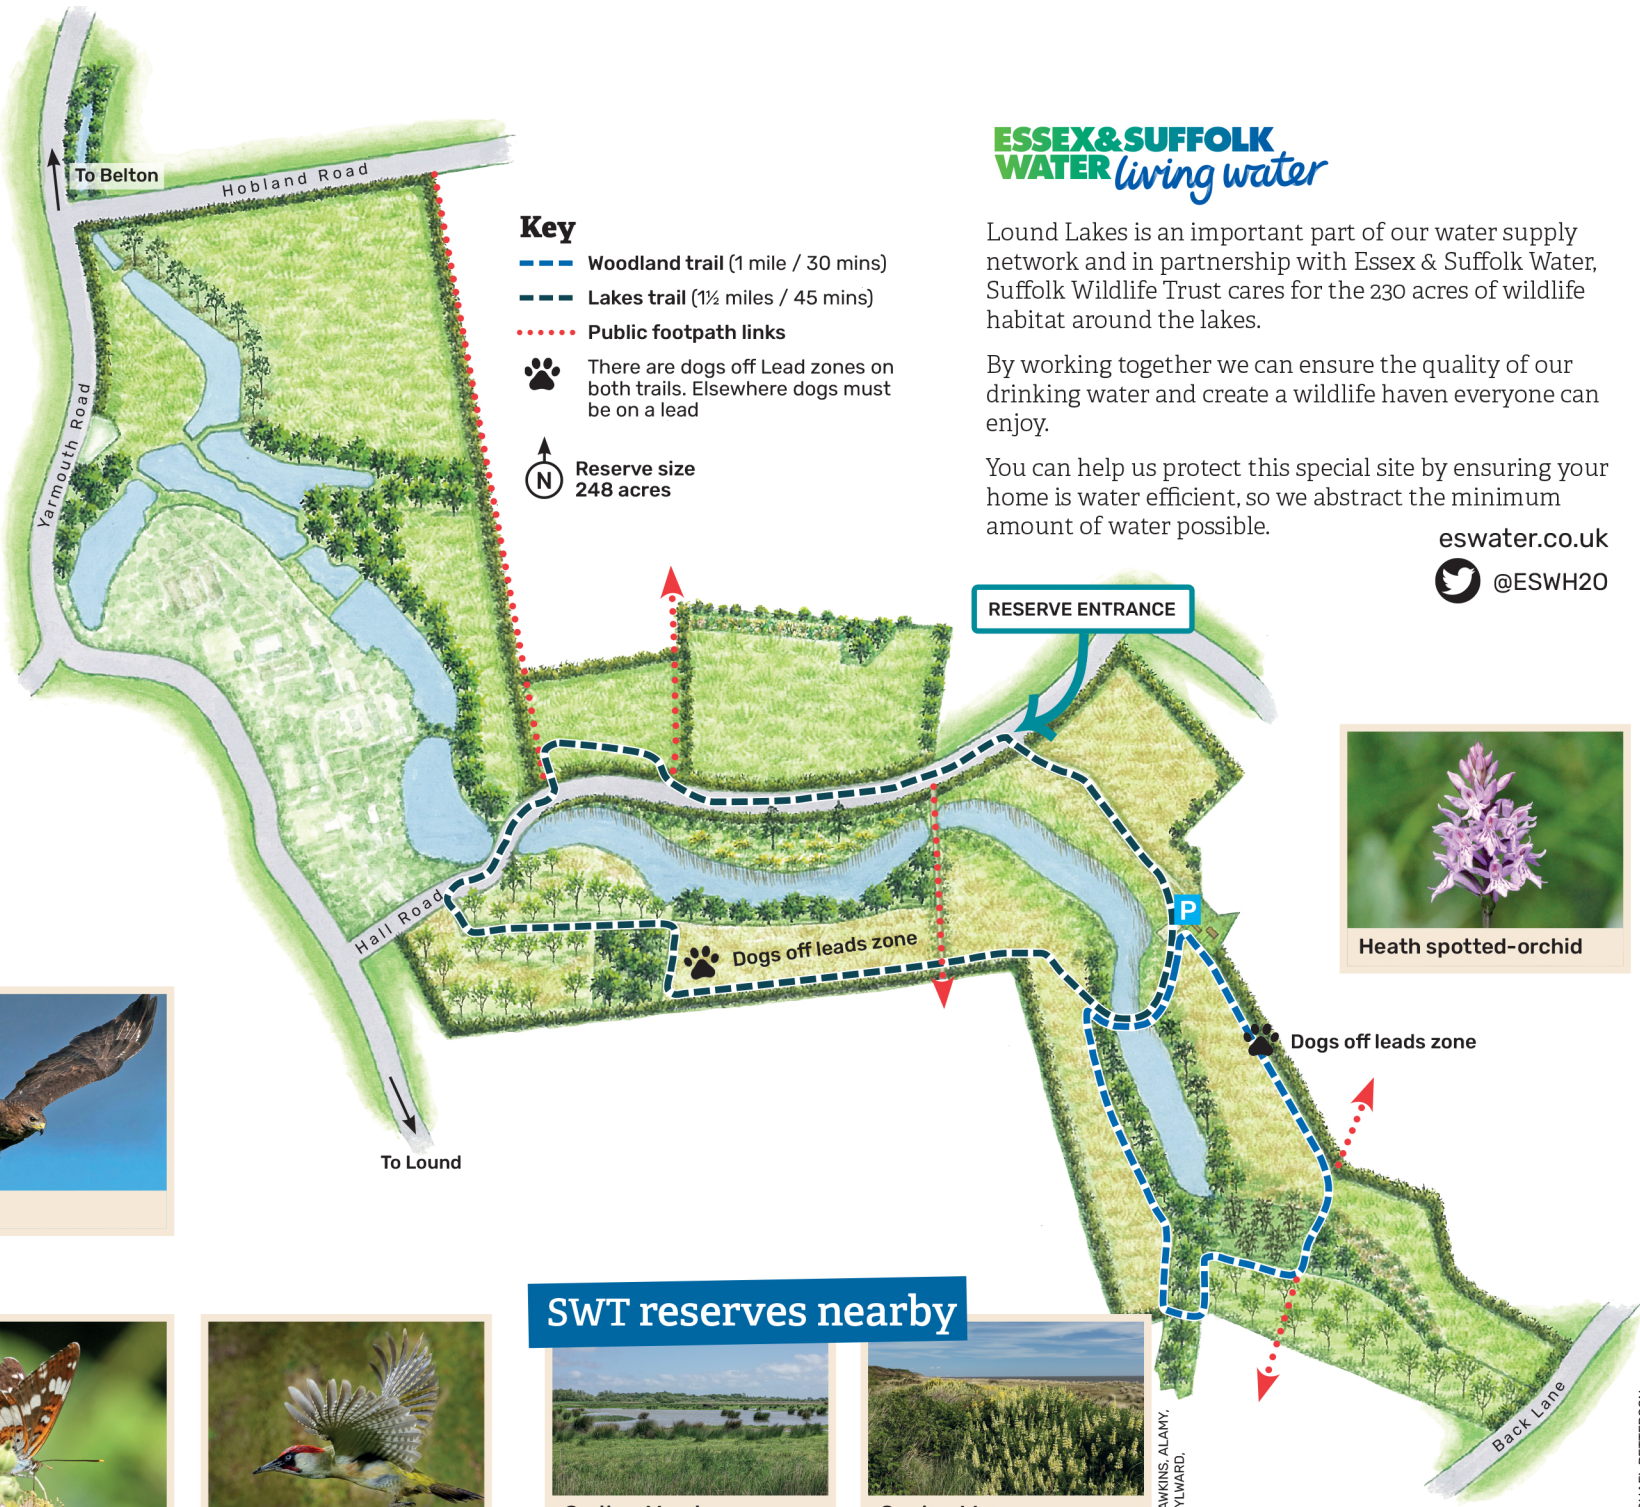 To Belton
Hobland Road
Yarmouth Road
Key
Woodland trail (1 mile / 30 mins)
Lakes trail (1½ miles / 45 mins)
Public footpath links
There are dogs off Lead zones on
both trails. Elsewhere dogs must
be on a lead
N
Reserve size
248 acres
ESSEX&SUFFOLK
WATER living water
Lound Lakes is an important part of our water supply
network and in partnership with Essex & Suffolk Water,
Suffolk Wildlife Trust cares for the 230 acres of wildlife
habitat around the lakes.
By working together we can ensure the quality of our
drinking water and create a wildlife haven everyone can
enjoy.
You can help us protect this special site by ensuring your
home is water efficient, so we abstract the minimum
amount of water possible.
eswater.co.uk
@ESWH2O
RESERVE ENTRANCE
P
Hall Road
Dogs off leads zone
Heath spotted-orchid
Dogs off leads zone
To Lound
SWT reserves nearby
Back Lane
AWKINS, ALAMY,
YLWARD,